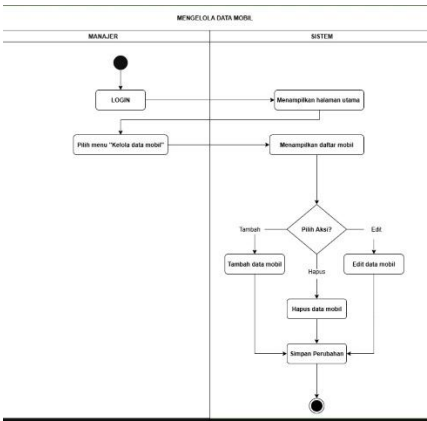 MENGELOLA DATA MOBIL
MANAJER
SISTEM
LOGIN
Menampilkan halaman utama
Pilih menu "Kelola data mobil"
Menampilkan daftar mobil
Tambah
Pilih Aksi?
Edit
Tambah data mobil
Hapus
Edit data mobil
Hapus data mobil
Simpan Perubahan